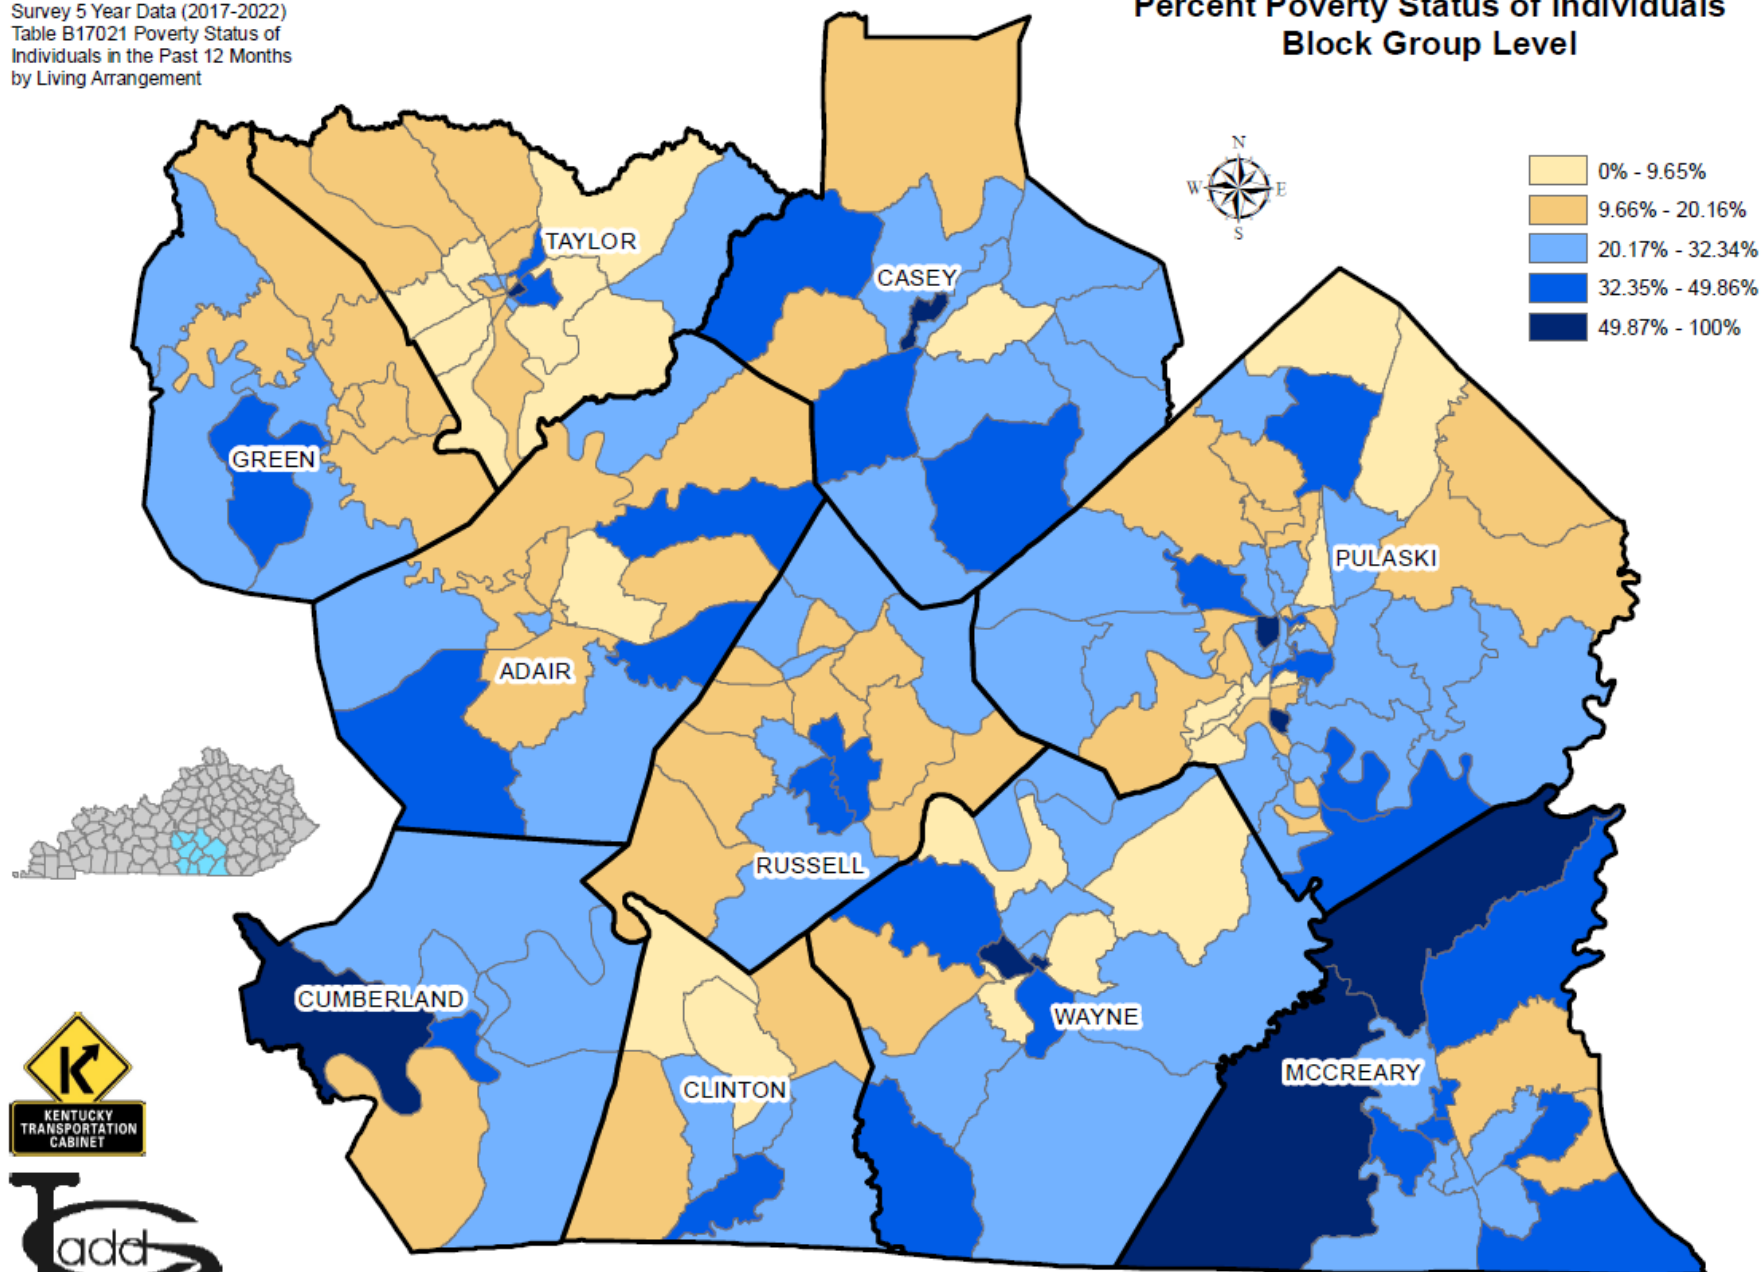 Survey 5 Year Data (2017-2022)
Table B17021 Poverty Status of
Individuals in the Past 12 Months
by Living Arrangement
Percent Poverty Status of Individuals
Block Group Level
N
W
E
S
0% - 9.65%
9.66% - 20.16%
20.17% - 32.34%
32.35% - 49.86%
49.87% - 100%
TAYLOR
CASEY
GREEN
PULASKI
ADAIR
RUSSELL
CUMBERLAND
WAYNE
CLINTON
MCCREARY
K
KENTUCKY
TRANSPORTATION
CABINET
add